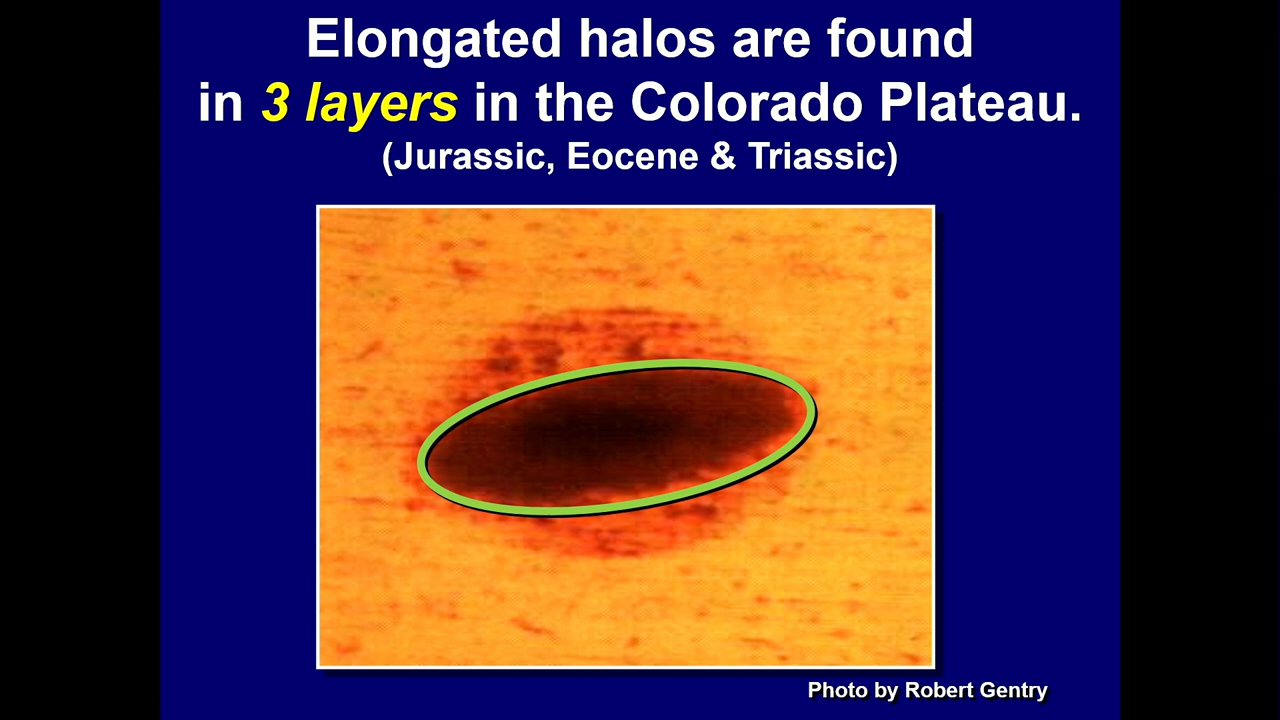 Elongated halos are found
in 3 layers in the Colorado Plateau.
(Jurassic, Eocene & Triassic)
Photo by Robert Gentry